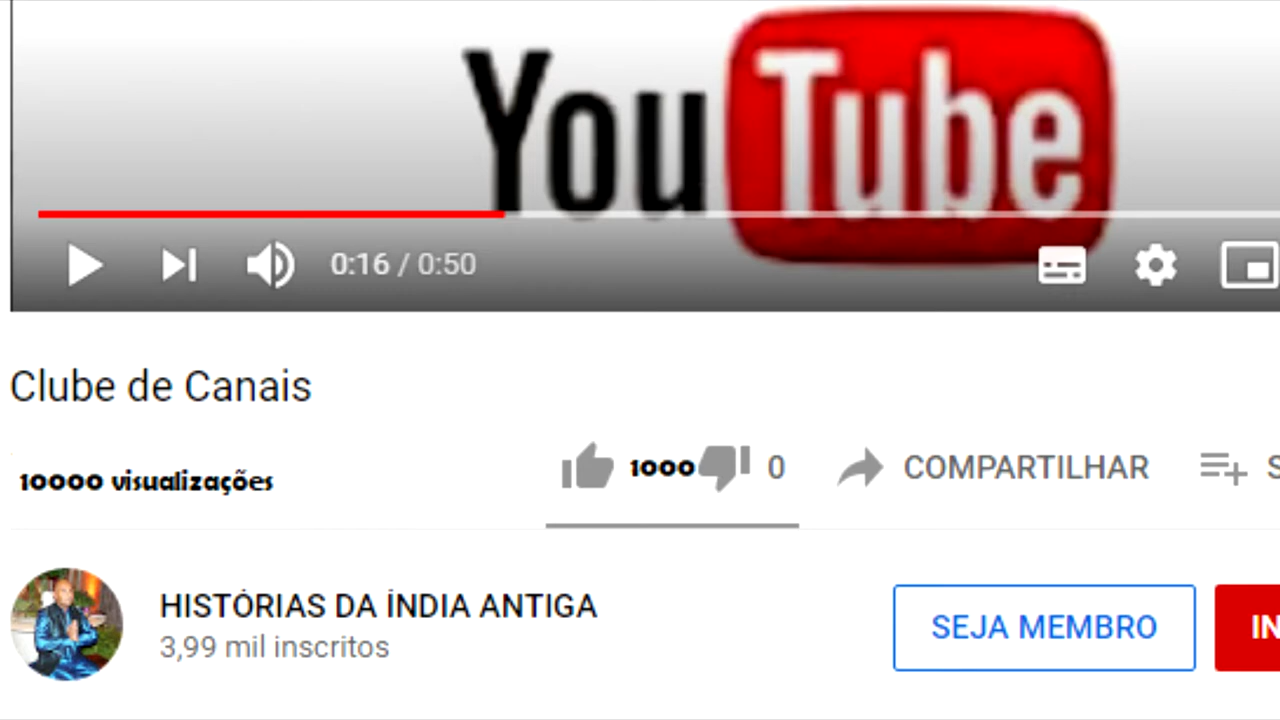 YouTube
0:16 / 0:50
Clube de Canais
10000 visualizações
1000 0 COMPARTILHAR
HISTÓRIAS DA ÍNDIA ANTIGA
3,99 mil inscritos
SEJA MEMBRO